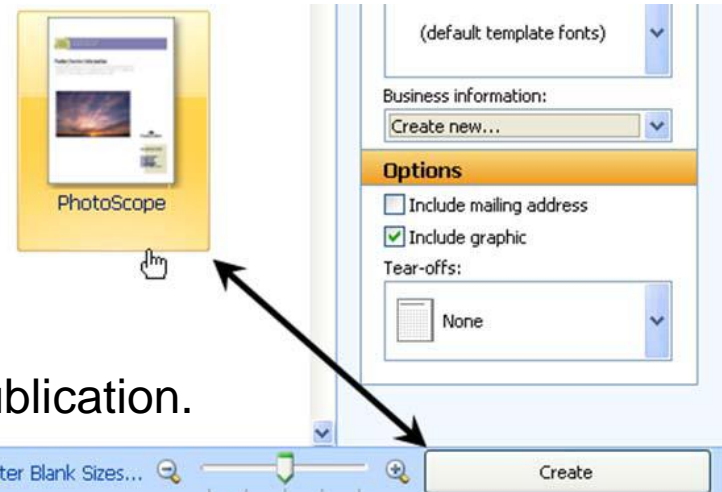 (default template fonts)
Business information:
Create new...
Options
PhotoScope
Include mailing address
Include graphic
Tear-offs:
None
ublication.
ter Blank Sizes...
Create